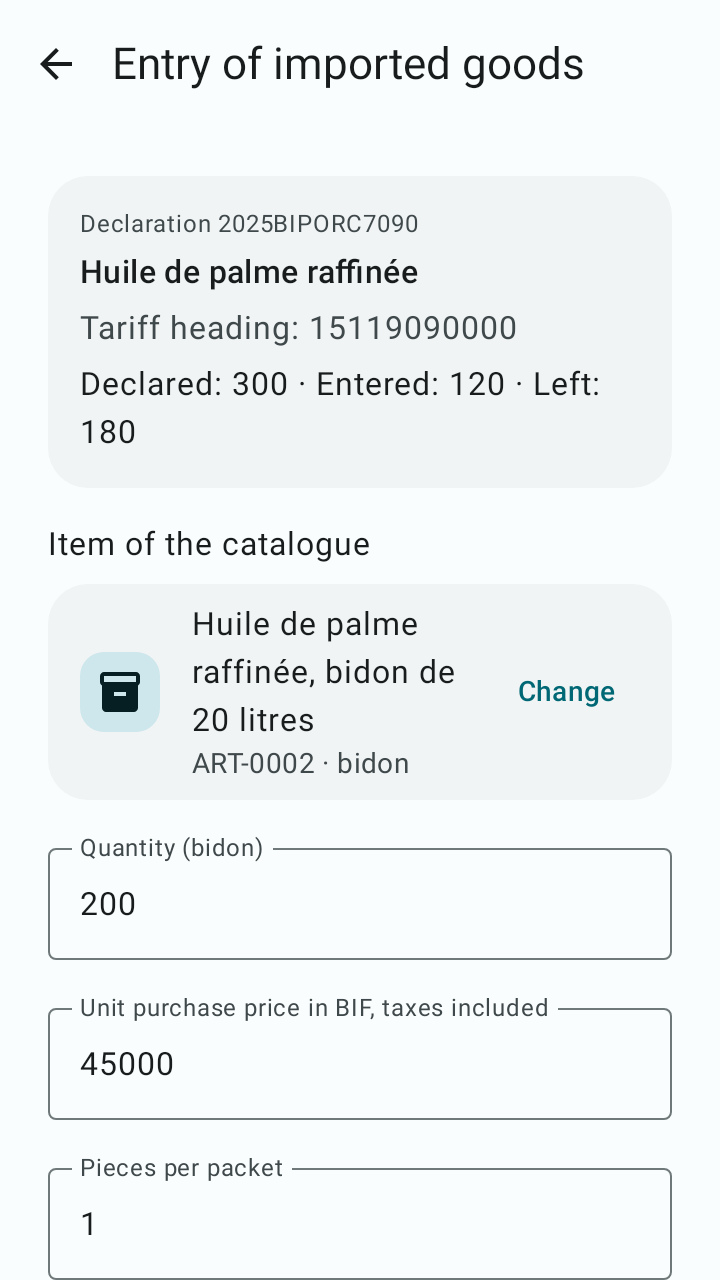 Entry of imported goods
Declaration 2025BIPORC7090
Huile de palme raffinée
Tariff heading: 15119090000
Declared: 300 · Entered: 120 · Left:
180
Item of the catalogue
Huile de palme
raffinée, bidon de
20 litres
ART-0002 · bidon
Change
Quantity (bidon)
200
Unit purchase price in BIF, taxes included
45000
Pieces per packet
1